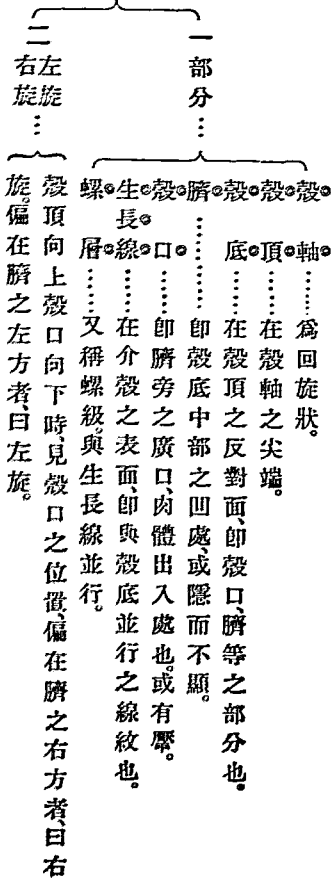 一 部分…
殼軸……爲回旋狀。
殼頂……在殼軸之尖端。
殼底……在殼頂之反對面、卽殼口、臍等之部分也。
臍………卽殼底中部之凹處、或隱而不顯。
殼口……卽臍旁之廣口、肉體出入處也。或有厴。
生長線……在介殼之表面、卽與殼底並行之線紋也。
螺層……又稱螺級。與生長線並行。
二 左旋右旋…
殼頂向上殼口向下時、見殼口之位置、偏在臍之右方者、曰右
旋。偏在臍之左方者、曰左旋。